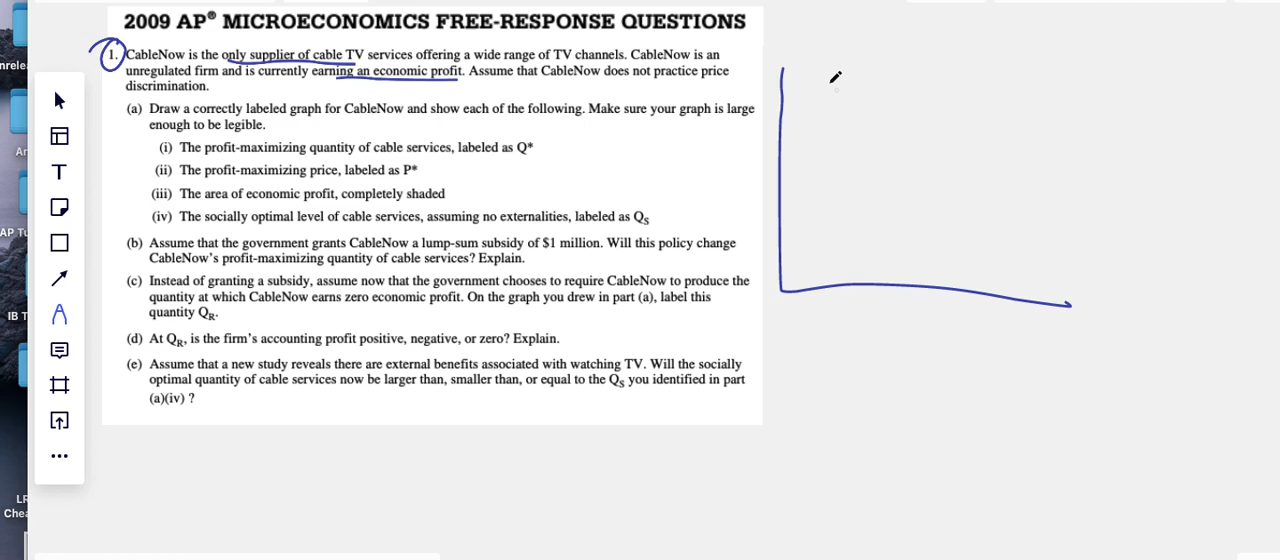 2009 AP® MICROECONOMICS FREE-RESPONSE QUESTIONS
1. CableNow is the only supplier of cable TV services offering a wide range of TV channels. CableNow is an
unregulated firm and is currently earning an economic profit. Assume that CableNow does not practice price
discrimination.
(a) Draw a correctly labeled graph for CableNow and show each of the following. Make sure your graph is large
enough to be legible.
(i) The profit-maximizing quantity of cable services, labeled as Q*
(ii) The profit-maximizing price, labeled as P*
(iii) The area of economic profit, completely shaded
(iv) The socially optimal level of cable services, assuming no externalities, labeled as QS
(b) Assume that the government grants CableNow a lump-sum subsidy of $1 million. Will this policy change
CableNow's profit-maximizing quantity of cable services? Explain.
(c) Instead of granting a subsidy, assume now that the government chooses to require CableNow to produce the
quantity at which CableNow earns zero economic profit. On the graph you drew in part (a), label this
quantity QR.
(d) At QR, is the firm's accounting profit positive, negative, or zero? Explain.
(e) Assume that a new study reveals there are external benefits associated with watching TV. Will the socially
optimal quantity of cable services now be larger than, smaller than, or equal to the QS you identified in part
(a)(iv) ?
nrele
Ar
T
AP Tu
IB T
LR
Chea